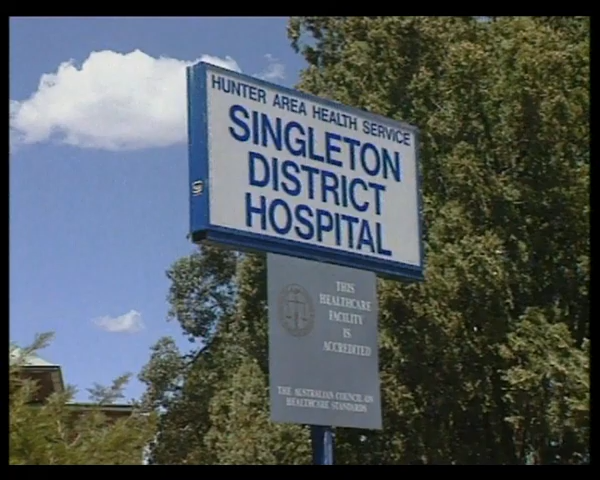 HUNTER AREA HEALTH SERVICE
SINGLETON
DISTRICT
HOSPITAL
THIS
HEALTHCARE
FACILITY
IS
ACCREDITED
THE AUSTRALIAN COUNCIL ON
HEALTHCARE STANDARDS